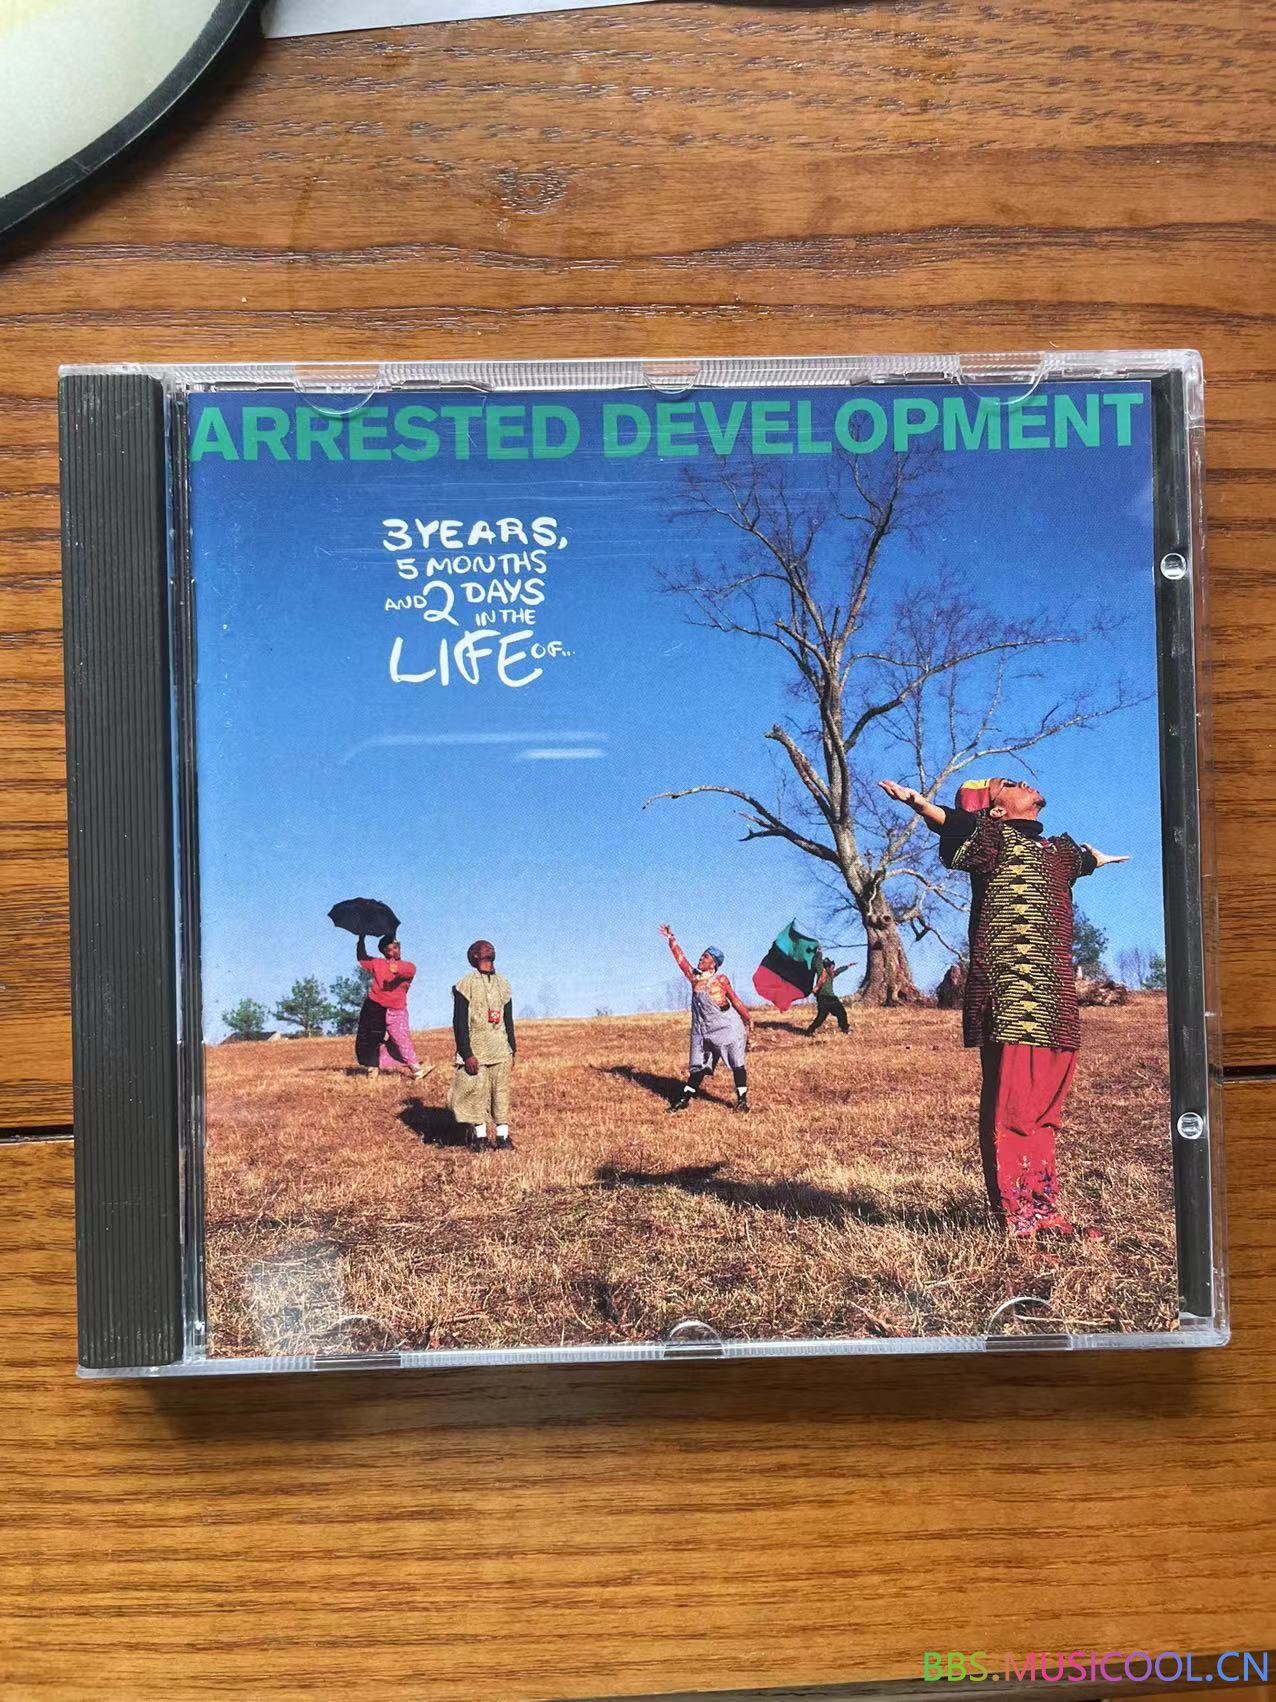 ARRESTED DEVELOPMENT
3 YEARS,
5 MONTHS
AND 2 DAYS
IN THE
LIFE OF...
BBS.MUSICOOL.CN